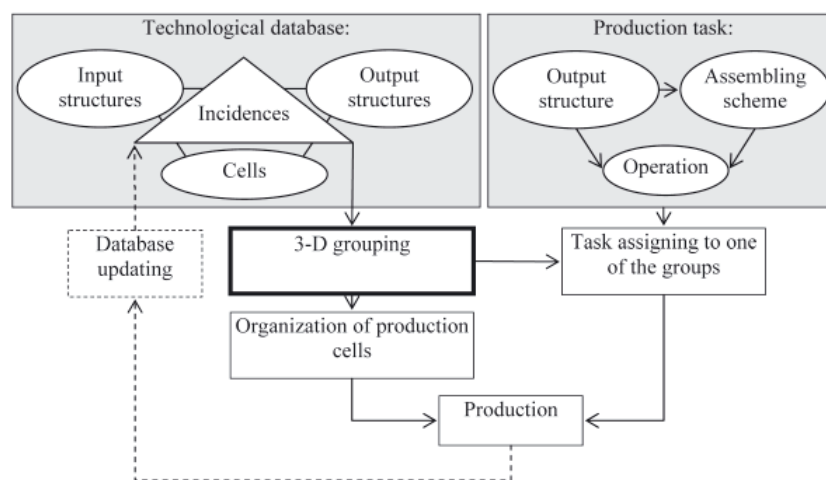 Technological database:
Input
structures
Output
structures
Incidences
Cells
Production task:
Output
structure
Assembling
scheme
Operation
Database
updating
3-D grouping
Task assigning to one
of the groups
Organization of production
cells
Production